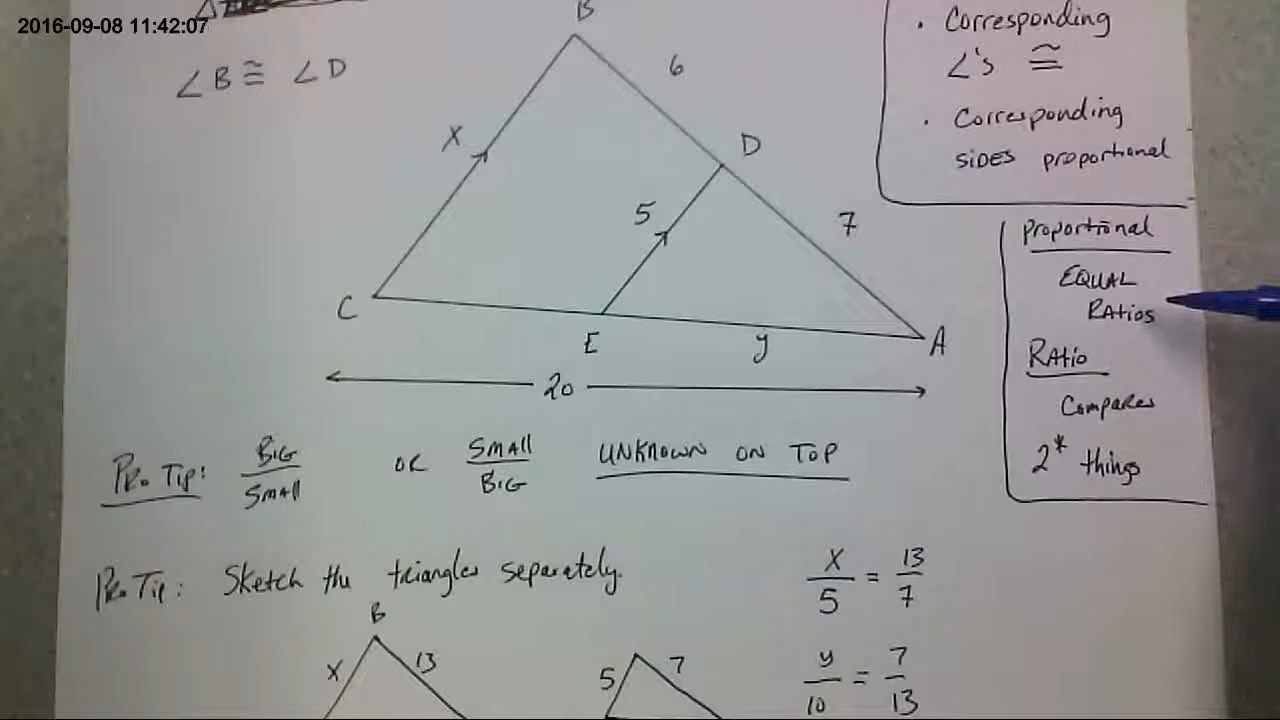 2016-09-08 11:42:07
∠B ≅ ∠D
B
6
X
D
5
7
C
E
y
A
20
• Corresponding
∠'s ≅
• Corresponding
sides proportional
Proportional
EQUAL
RAtios
RAtio
Compares
2* things
Pro Tip: BIG/SMAll OR SMAll/BIG UNKNOWN ON TOP
Pro Tip: Sketch the triangles separately.
X/5 = 13/7
y/10 = 7/13
B
X
13
5
7